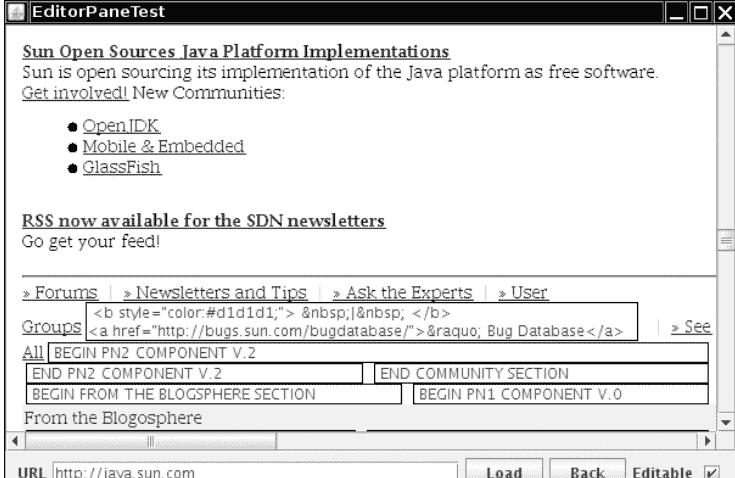 EditorPaneTest
Sun Open Sources Java Platform Implementations
Sun is open sourcing its implementation of the Java platform as free software.
Get involved! New Communities:
OpenJDK
Mobile & Embedded
GlassFish
RSS now available for the SDN newsletters
Go get your feed!
» Forums | » Newsletters and Tips | » Ask the Experts | » User
Groups <b style="color:#d1d1d1;"> &nbsp;|&nbsp; </b>
<a href="http://bugs.sun.com/bugdatabase/">&raquo; Bug Database</a> | » See
All BEGIN PN2 COMPONENT V.2
END PN2 COMPONENT V.2 END COMMUNITY SECTION
BEGIN FROM THE BLOGSPHERE SECTION BEGIN PN1 COMPONENT V.0
From the Blogosphere
URL http://java.sun.com Load Back Editable